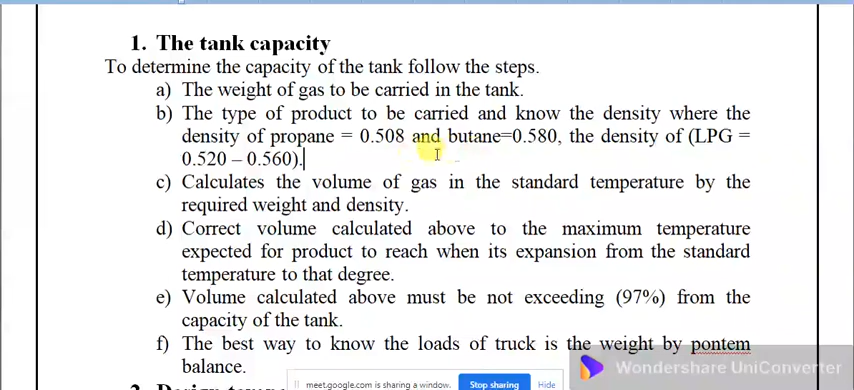 1. The tank capacity
To determine the capacity of the tank follow the steps.
a) The weight of gas to be carried in the tank.
b) The type of product to be carried and know the density where the
density of propane = 0.508 and butane=0.580, the density of (LPG =
0.520 – 0.560).
c) Calculates the volume of gas in the standard temperature by the
required weight and density.
d) Correct volume calculated above to the maximum temperature
expected for product to reach when its expansion from the standard
temperature to that degree.
e) Volume calculated above must be not exceeding (97%) from the
capacity of the tank.
f) The best way to know the loads of truck is the weight by pontem
balance.
Wondershare UniConverter
meet.google.com is sharing a window.
Stop sharing
Hide